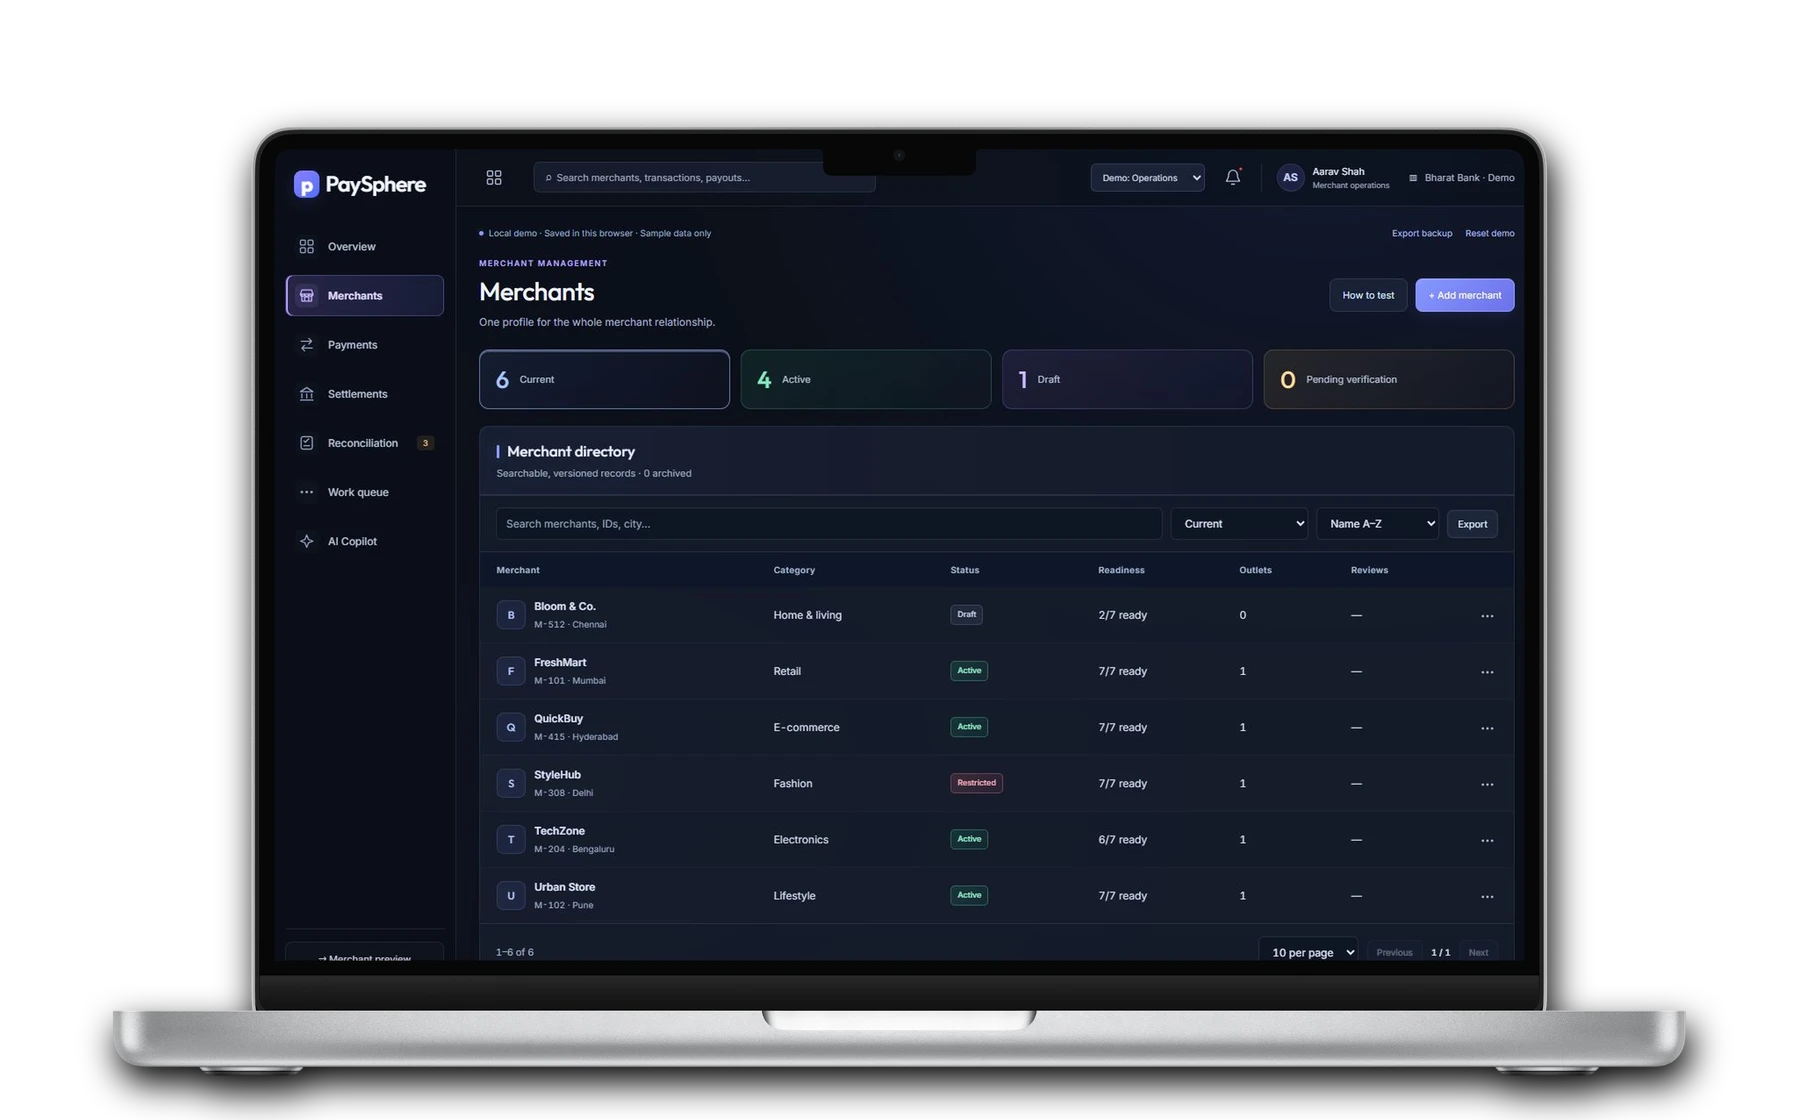 PaySphere
Search merchants, transactions, payouts...
Demo: Operations
AS
Aarav Shah
Merchant operations
Bharat Bank · Demo
Overview
Merchants
Payments
Settlements
Reconciliation 3
Work queue
AI Copilot
→ Merchant preview
Local demo · Saved in this browser · Sample data only
Export backup Reset demo
MERCHANT MANAGEMENT
Merchants
One profile for the whole merchant relationship.
How to test + Add merchant
6 Current
4 Active
1 Draft
0 Pending verification
Merchant directory
Searchable, versioned records · 0 archived
Search merchants, IDs, city...
Current
Name A–Z
Export
Merchant Category Status Readiness Outlets Reviews
B Bloom & Co. Home & living Draft 2/7 ready 0 — ...
M-512 · Chennai
F FreshMart Retail Active 7/7 ready 1 — ...
M-101 · Mumbai
Q QuickBuy E-commerce Active 7/7 ready 1 — ...
M-415 · Hyderabad
S StyleHub Fashion Restricted 7/7 ready 1 — ...
M-308 · Delhi
T TechZone Electronics Active 6/7 ready 1 — ...
M-204 · Bengaluru
U Urban Store Lifestyle Active 7/7 ready 1 — ...
M-102 · Pune
1–6 of 6 10 per page Previous 1 / 1 Next